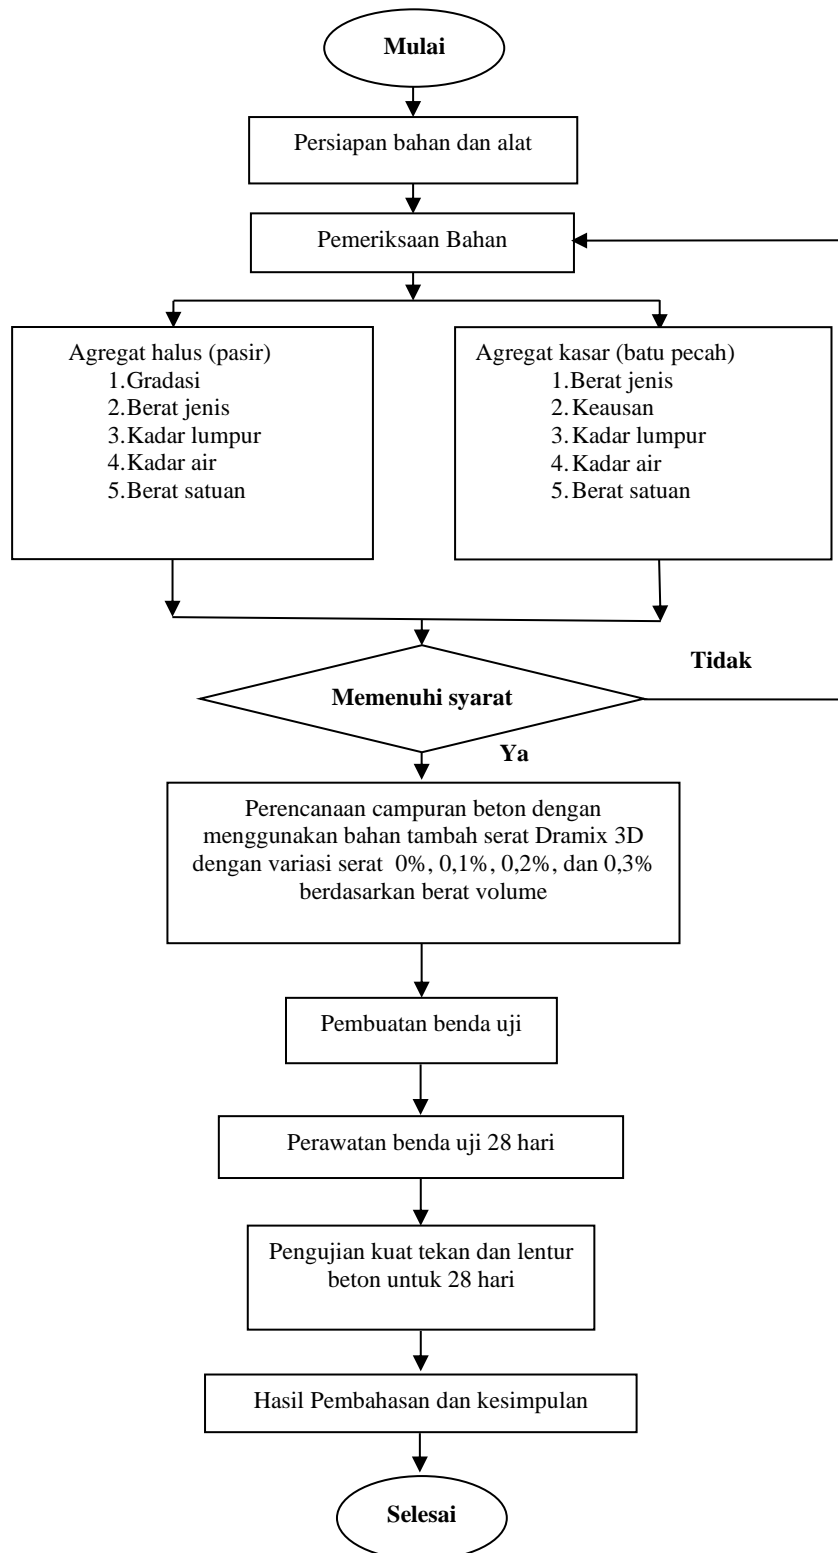 Mulai
Persiapan bahan dan alat
Pemeriksaan Bahan
Agregat halus (pasir)
1.Gradasi
2.Berat jenis
3.Kadar lumpur
4.Kadar air
5.Berat satuan
Agregat kasar (batu pecah)
1.Berat jenis
2.Keausan
3.Kadar lumpur
4.Kadar air
5.Berat satuan
Tidak
Memenuhi syarat
Ya
Perencanaan campuran beton dengan
menggunakan bahan tambah serat Dramix 3D
dengan variasi serat 0%, 0,1%, 0,2%, dan 0,3%
berdasarkan berat volume
Pembuatan benda uji
Perawatan benda uji 28 hari
Pengujian kuat tekan dan lentur
beton untuk 28 hari
Hasil Pembahasan dan kesimpulan
Selesai